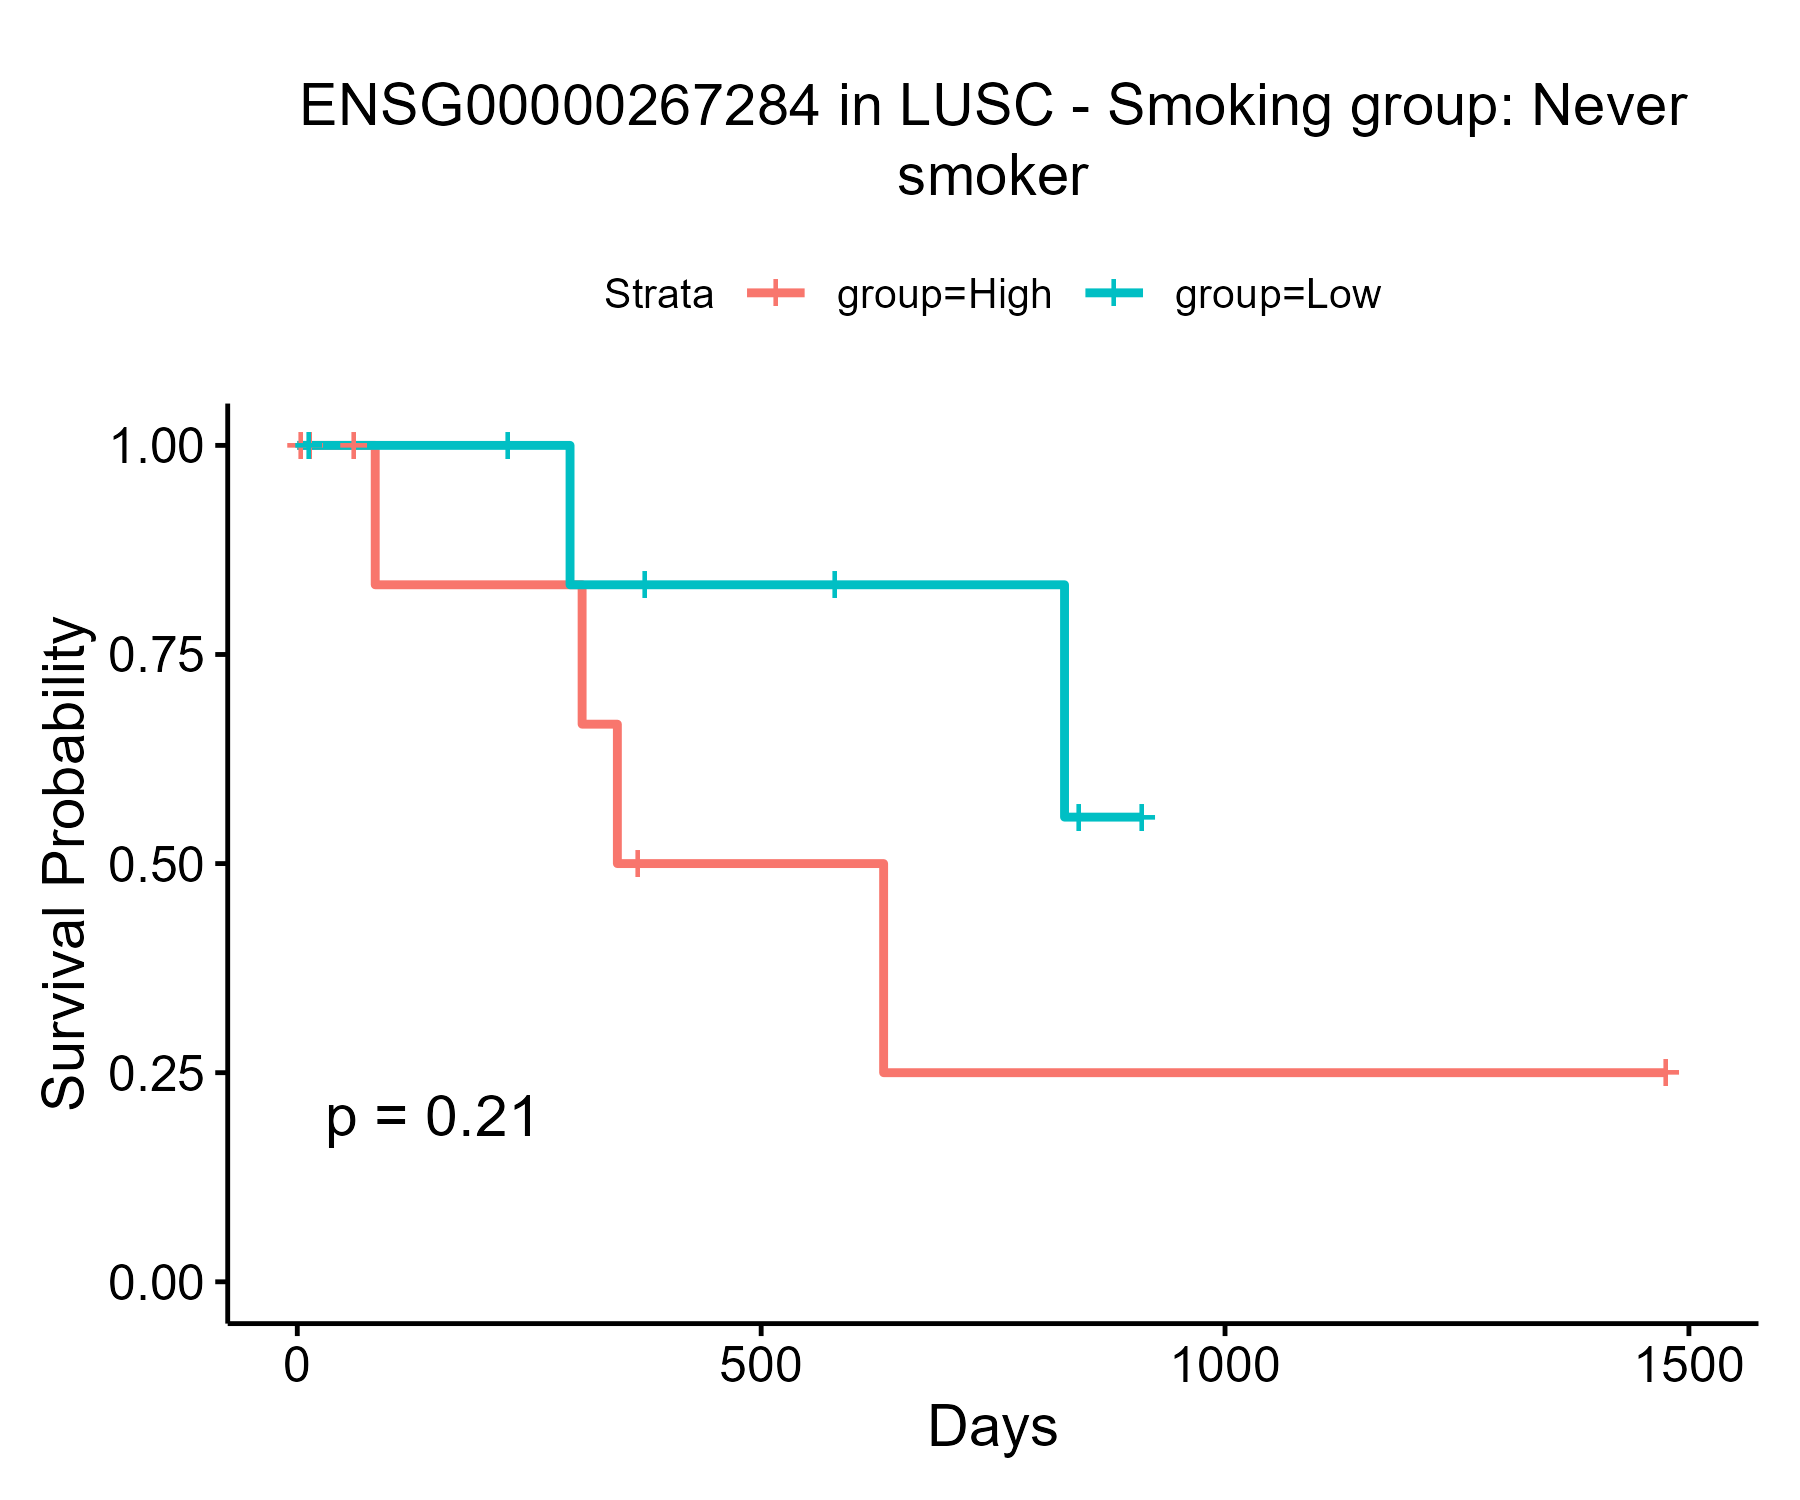 ENSG00000267284 in LUSC - Smoking group: Never
smoker
Strata group=High group=Low
1.00
0.75
0.50
0.25
0.00
Survival Probability
p = 0.21
0 500 1000 1500
Days